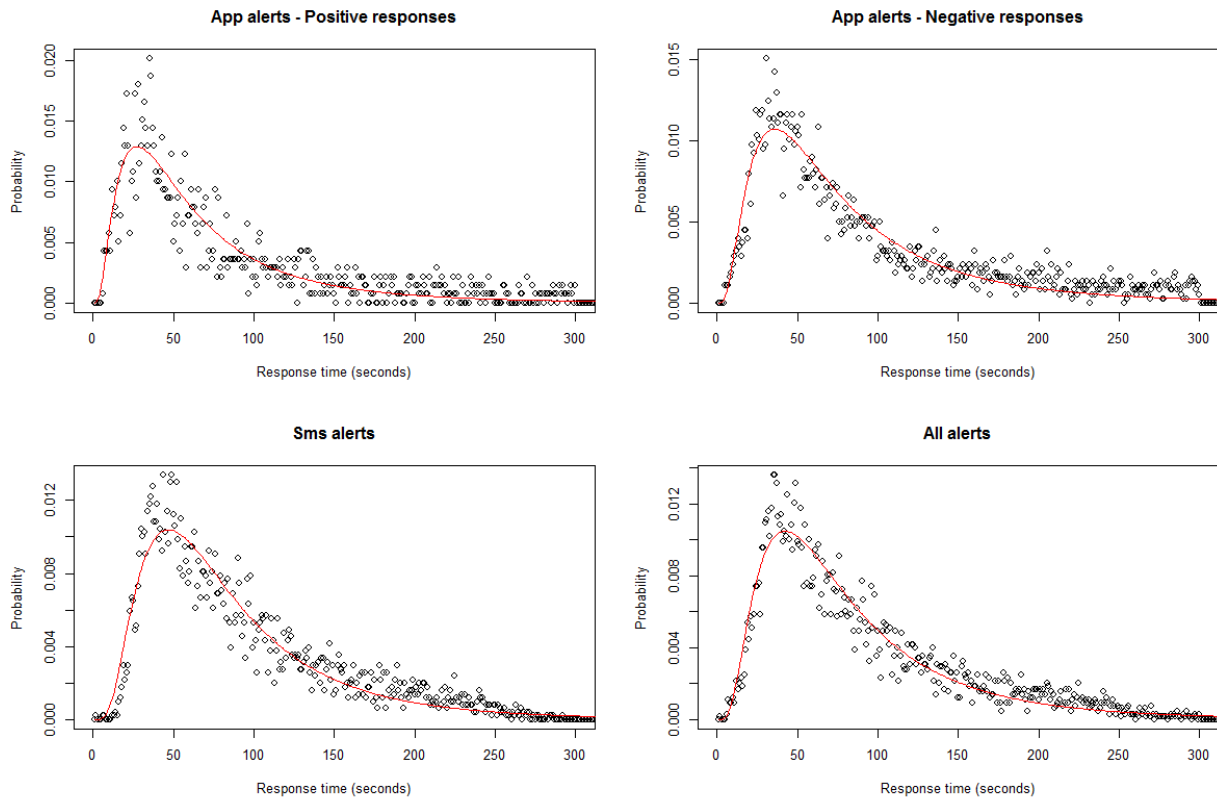 App alerts - Positive responses
0.020
0.015
0.010
0.005
0.000
Probability
0 50 100 150 200 250 300
Response time (seconds)
App alerts - Negative responses
0.015
0.010
0.005
0.000
Probability
0 50 100 150 200 250 300
Response time (seconds)
Sms alerts
0.012
0.008
0.004
0.000
Probability
0 50 100 150 200 250 300
Response time (seconds)
All alerts
0.012
0.008
0.004
0.000
Probability
0 50 100 150 200 250 300
Response time (seconds)